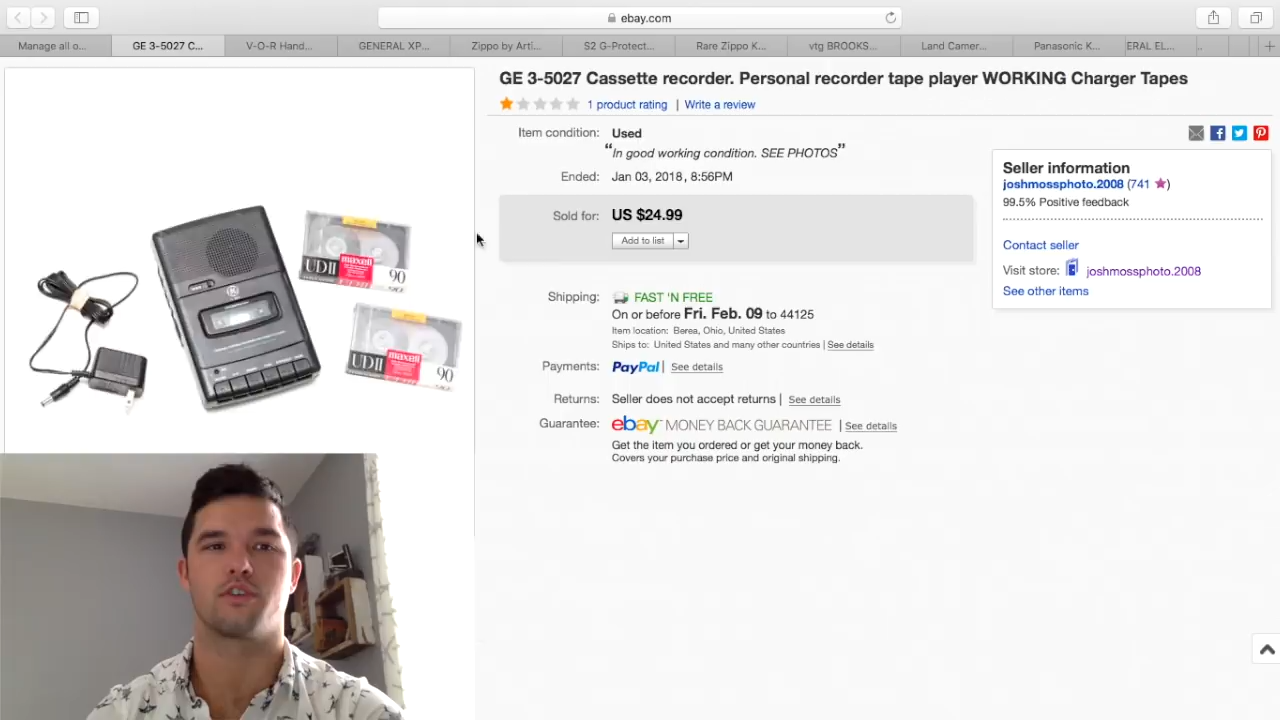 ebay.com
Manage all o...
GE 3-5027 C...
V-O-R Hand...
GENERAL XP...
Zippo by Arti...
S2 G-Protect...
Rare Zippo K...
vtg BROOKS...
Land Camer...
Panasonic K...
ERAL EL...
GE 3-5027 Cassette recorder. Personal recorder tape player WORKING Charger Tapes
1 product rating | Write a review
Item condition: Used
“In good working condition. SEE PHOTOS”
Ended: Jan 03, 2018 , 8:56PM
Sold for: US $24.99
Add to list
Shipping: FAST 'N FREE
On or before Fri. Feb. 09 to 44125
Item location: Berea, Ohio, United States
Ships to: United States and many other countries | See details
Payments: PayPal | See details
Returns: Seller does not accept returns | See details
Guarantee: ebay MONEY BACK GUARANTEE | See details
Get the item you ordered or get your money back.
Covers your purchase price and original shipping.
Seller information
joshmossphoto.2008 (741 )
99.5% Positive feedback
Contact seller
Visit store: joshmossphoto.2008
See other items
UDII maxell 90
UDII maxell 90